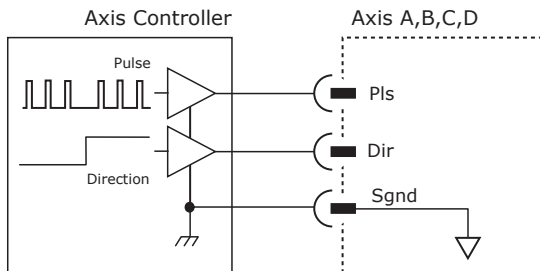 Axis Controller
Axis A,B,C,D
Pulse
Pls
Dir
Direction
Sgnd